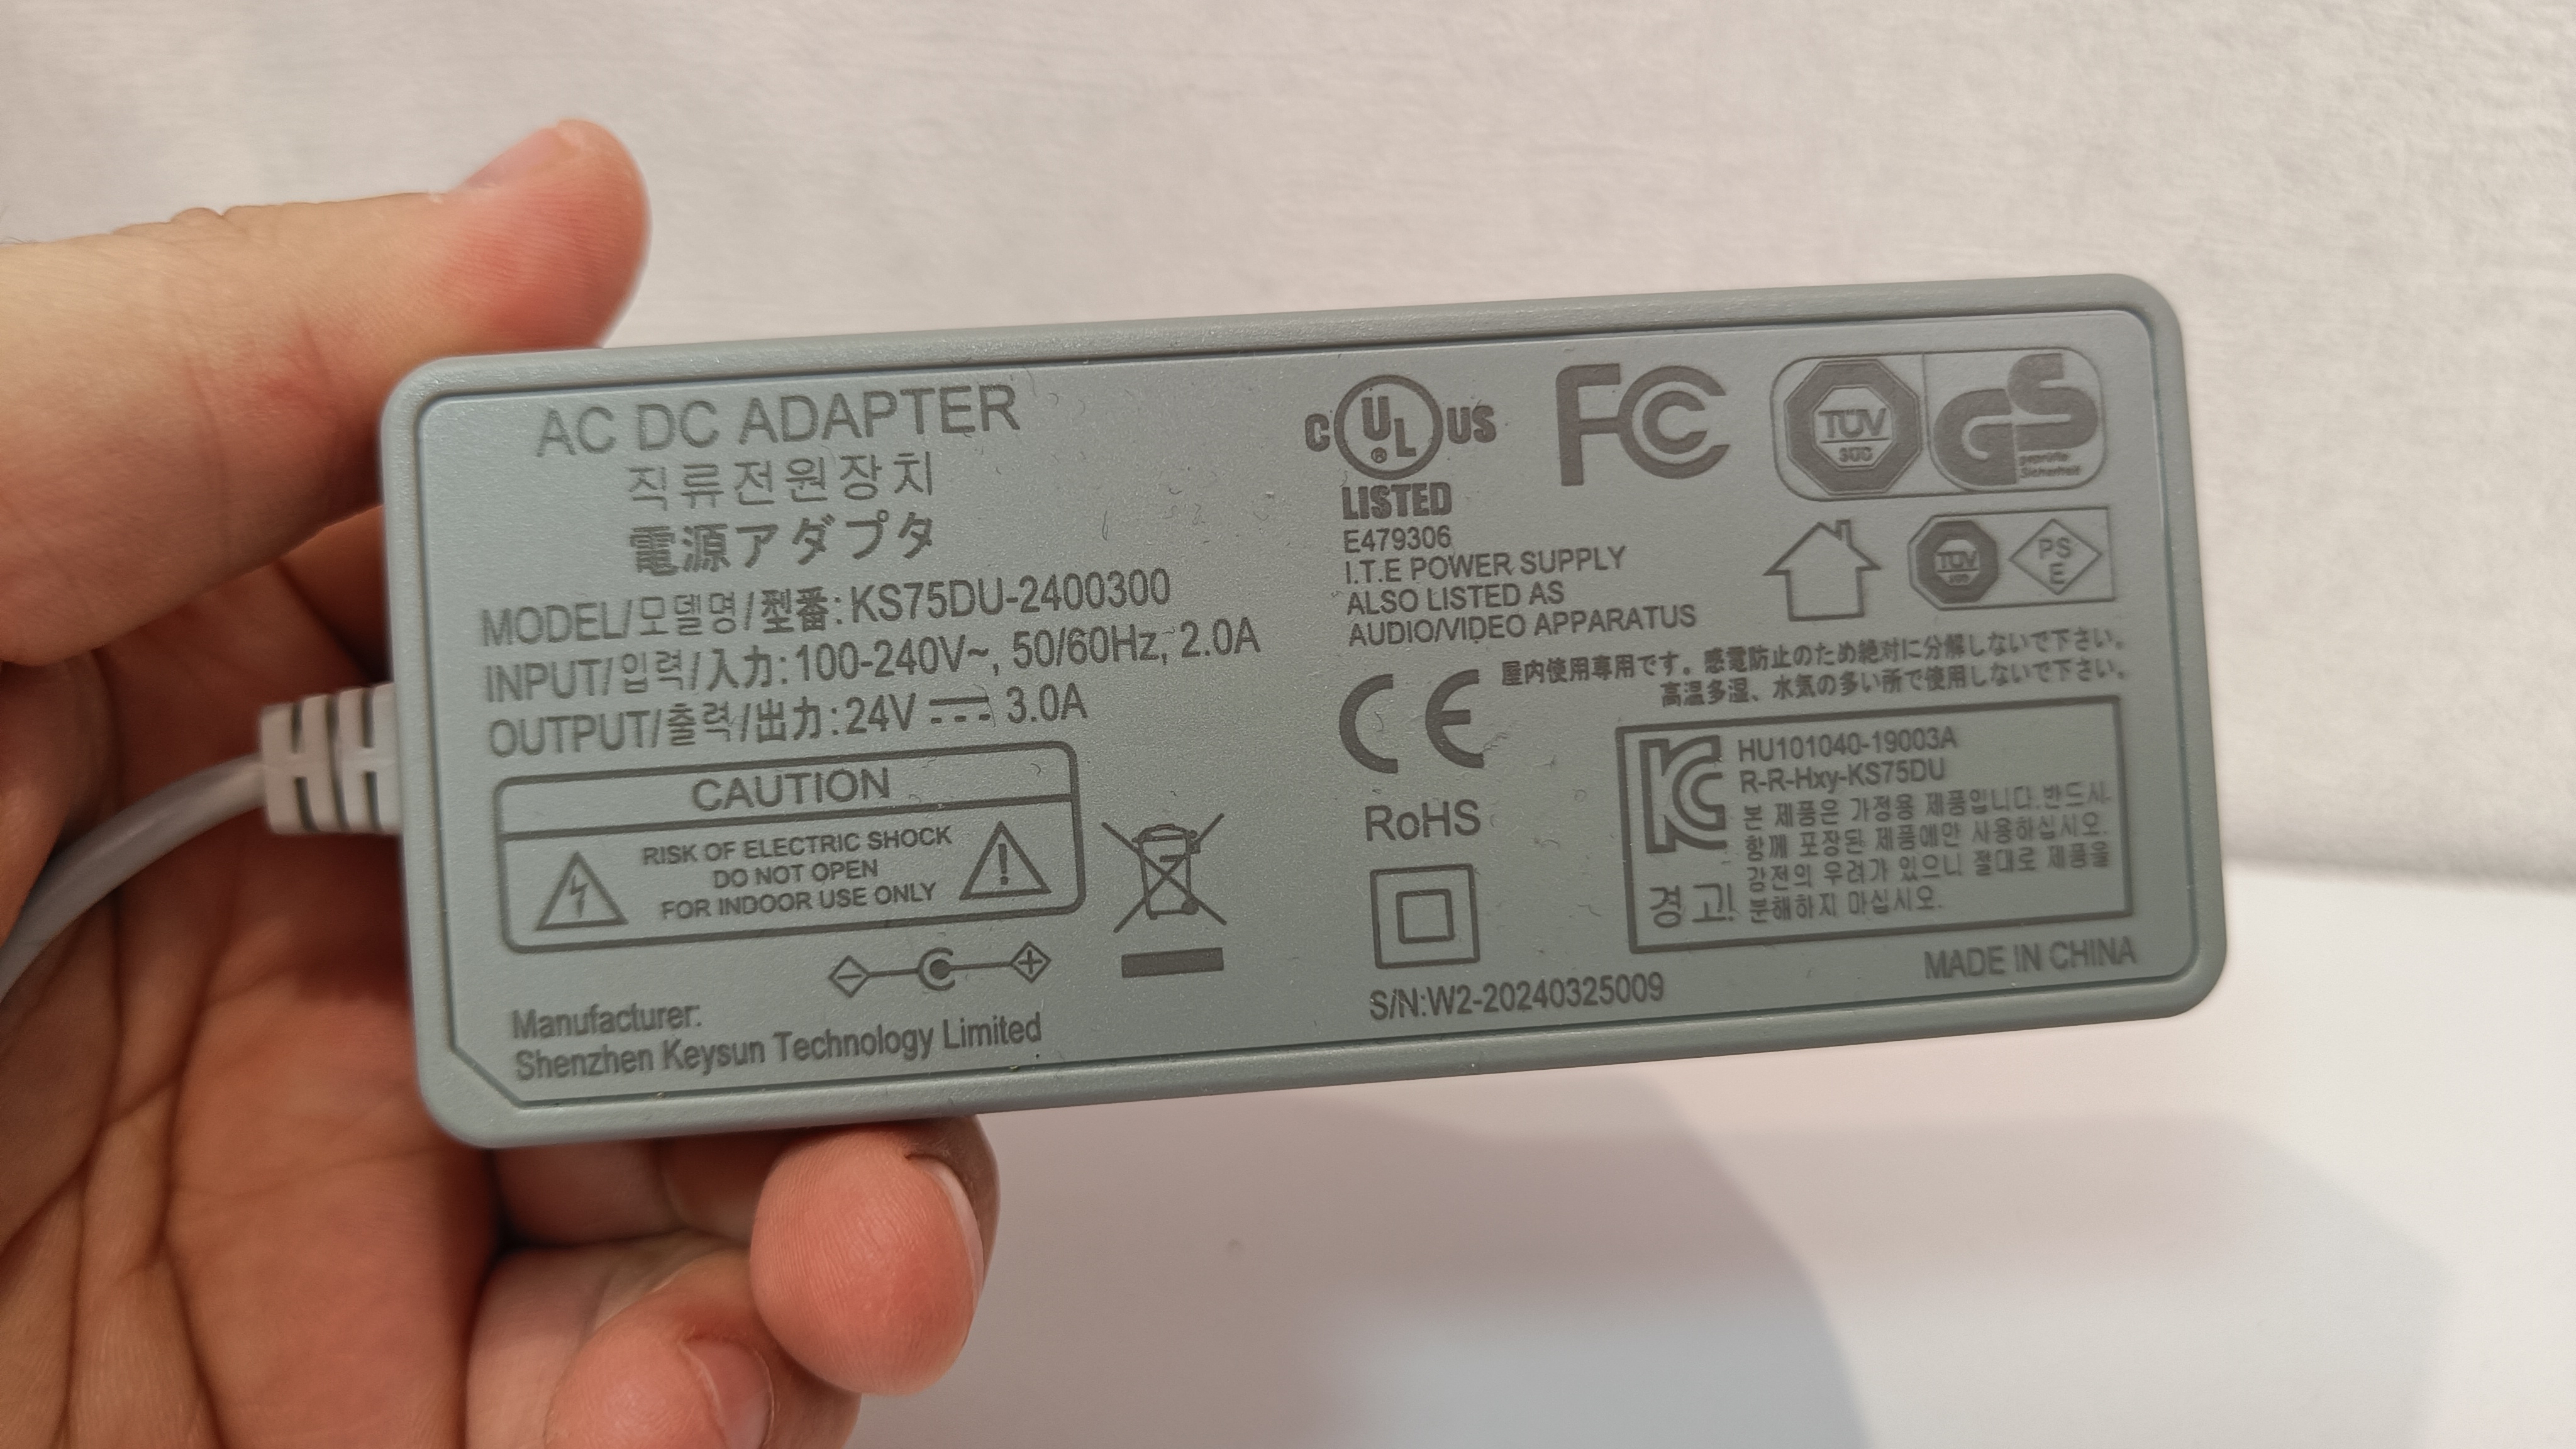 AC DC ADAPTER
직류전원장치
電源アダプタ
MODEL/모델명/型番:KS75DU-2400300
INPUT/입력/入力:100-240V~, 50/60Hz, 2.0A
OUTPUT/출력/出力:24V ⎓ 3.0A
CAUTION
RISK OF ELECTRIC SHOCK
DO NOT OPEN
FOR INDOOR USE ONLY
Manufacturer:
Shenzhen Keysun Technology Limited
C UL US
®
LISTED
E479306
I.T.E POWER SUPPLY
ALSO LISTED AS
AUDIO/VIDEO APPARATUS
FC
TÜV
SÜD
GS
geprüfte
Sicherheit
TÜV
SÜD
PS
E
屋内使用専用です。感電防止のため絶対に分解しないで下さい。
高温多湿、水気の多い所で使用しないで下さい。
CE
RoHS
KC
HU101040-19003A
R-R-Hxy-KS75DU
본 제품은 가정용 제품입니다.반드시
함께 포장된 제품에만 사용하십시오.
감전의 우려가 있으니 절대로 제품을
경고! 분해하지 마십시오.
S/N:W2-20240325009
MADE IN CHINA